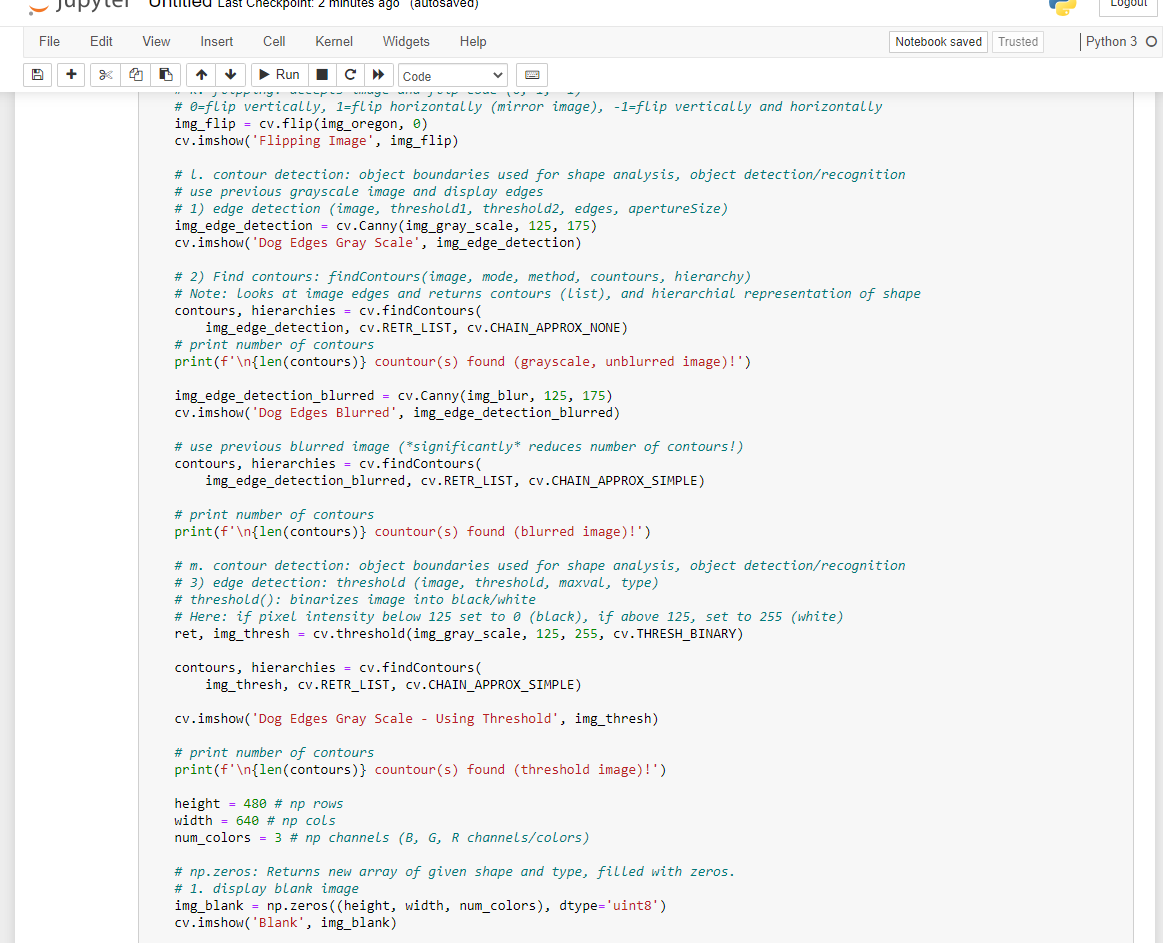 jupyter Untitled Last Checkpoint: 2 minutes ago (autosaved)
Logout
File Edit View Insert Cell Kernel Widgets Help
Notebook saved Trusted Python 3
Run Code
# 0=flip vertically, 1=flip horizontally (mirror image), -1=flip vertically and horizontally
img_flip = cv.flip(img_oregon, 0)
cv.imshow('Flipping Image', img_flip)
# l. contour detection: object boundaries used for shape analysis, object detection/recognition
# use previous grayscale image and display edges
# 1) edge detection (image, threshold1, threshold2, edges, apertureSize)
img_edge_detection = cv.Canny(img_gray_scale, 125, 175)
cv.imshow('Dog Edges Gray Scale', img_edge_detection)
# 2) Find contours: findContours(image, mode, method, countours, hierarchy)
# Note: looks at image edges and returns contours (list), and hierarchial representation of shape
contours, hierarchies = cv.findContours(
img_edge_detection, cv.RETR_LIST, cv.CHAIN_APPROX_NONE)
# print number of contours
print(f'\n{len(contours)} countour(s) found (grayscale, unblurred image)!')
img_edge_detection_blurred = cv.Canny(img_blur, 125, 175)
cv.imshow('Dog Edges Blurred', img_edge_detection_blurred)
# use previous blurred image (*significantly* reduces number of contours!)
contours, hierarchies = cv.findContours(
img_edge_detection_blurred, cv.RETR_LIST, cv.CHAIN_APPROX_SIMPLE)
# print number of contours
print(f'\n{len(contours)} countour(s) found (blurred image)!')
# m. contour detection: object boundaries used for shape analysis, object detection/recognition
# 3) edge detection: threshold (image, threshold, maxval, type)
# threshold(): binarizes image into black/white
# Here: if pixel intensity below 125 set to 0 (black), if above 125, set to 255 (white)
ret, img_thresh = cv.threshold(img_gray_scale, 125, 255, cv.THRESH_BINARY)
contours, hierarchies = cv.findContours(
img_thresh, cv.RETR_LIST, cv.CHAIN_APPROX_SIMPLE)
cv.imshow('Dog Edges Gray Scale - Using Threshold', img_thresh)
# print number of contours
print(f'\n{len(contours)} countour(s) found (threshold image)!')
height = 480 # np rows
width = 640 # np cols
num_colors = 3 # np channels (B, G, R channels/colors)
# np.zeros: Returns new array of given shape and type, filled with zeros.
# 1. display blank image
img_blank = np.zeros((height, width, num_colors), dtype='uint8')
cv.imshow('Blank', img_blank)